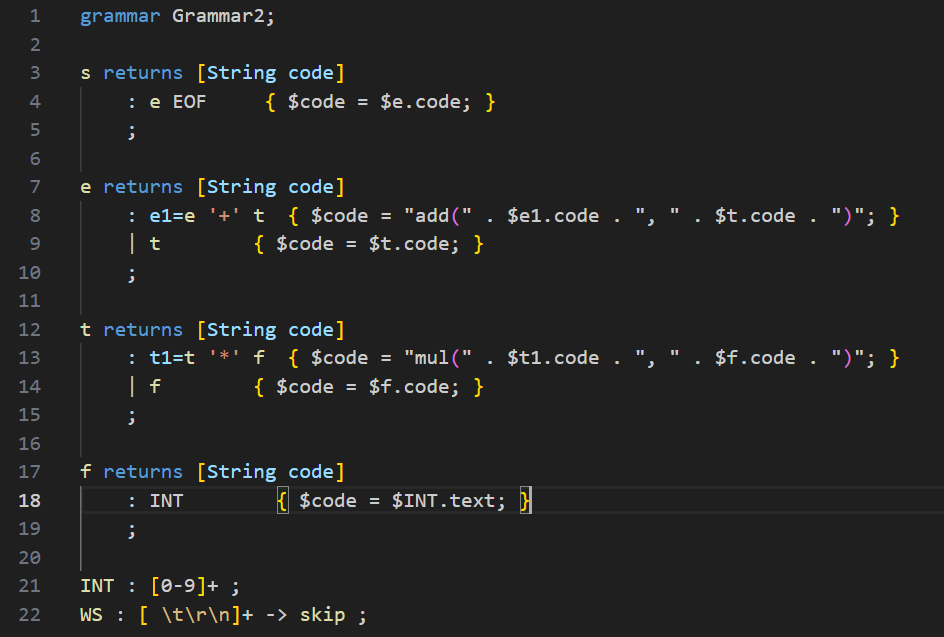 1 grammar Grammar2;
2
3 s returns [String code]
4 : e EOF { $code = $e.code; }
5 ;
6
7 e returns [String code]
8 : e1=e '+' t { $code = "add(" . $e1.code . ", " . $t.code . ")"; }
9 | t { $code = $t.code; }
10 ;
11
12 t returns [String code]
13 : t1=t '*' f { $code = "mul(" . $t1.code . ", " . $f.code . ")"; }
14 | f { $code = $f.code; }
15 ;
16
17 f returns [String code]
18 : INT { $code = $INT.text; }
19 ;
20
21 INT : [0-9]+ ;
22 WS : [ \t\r\n]+ -> skip ;